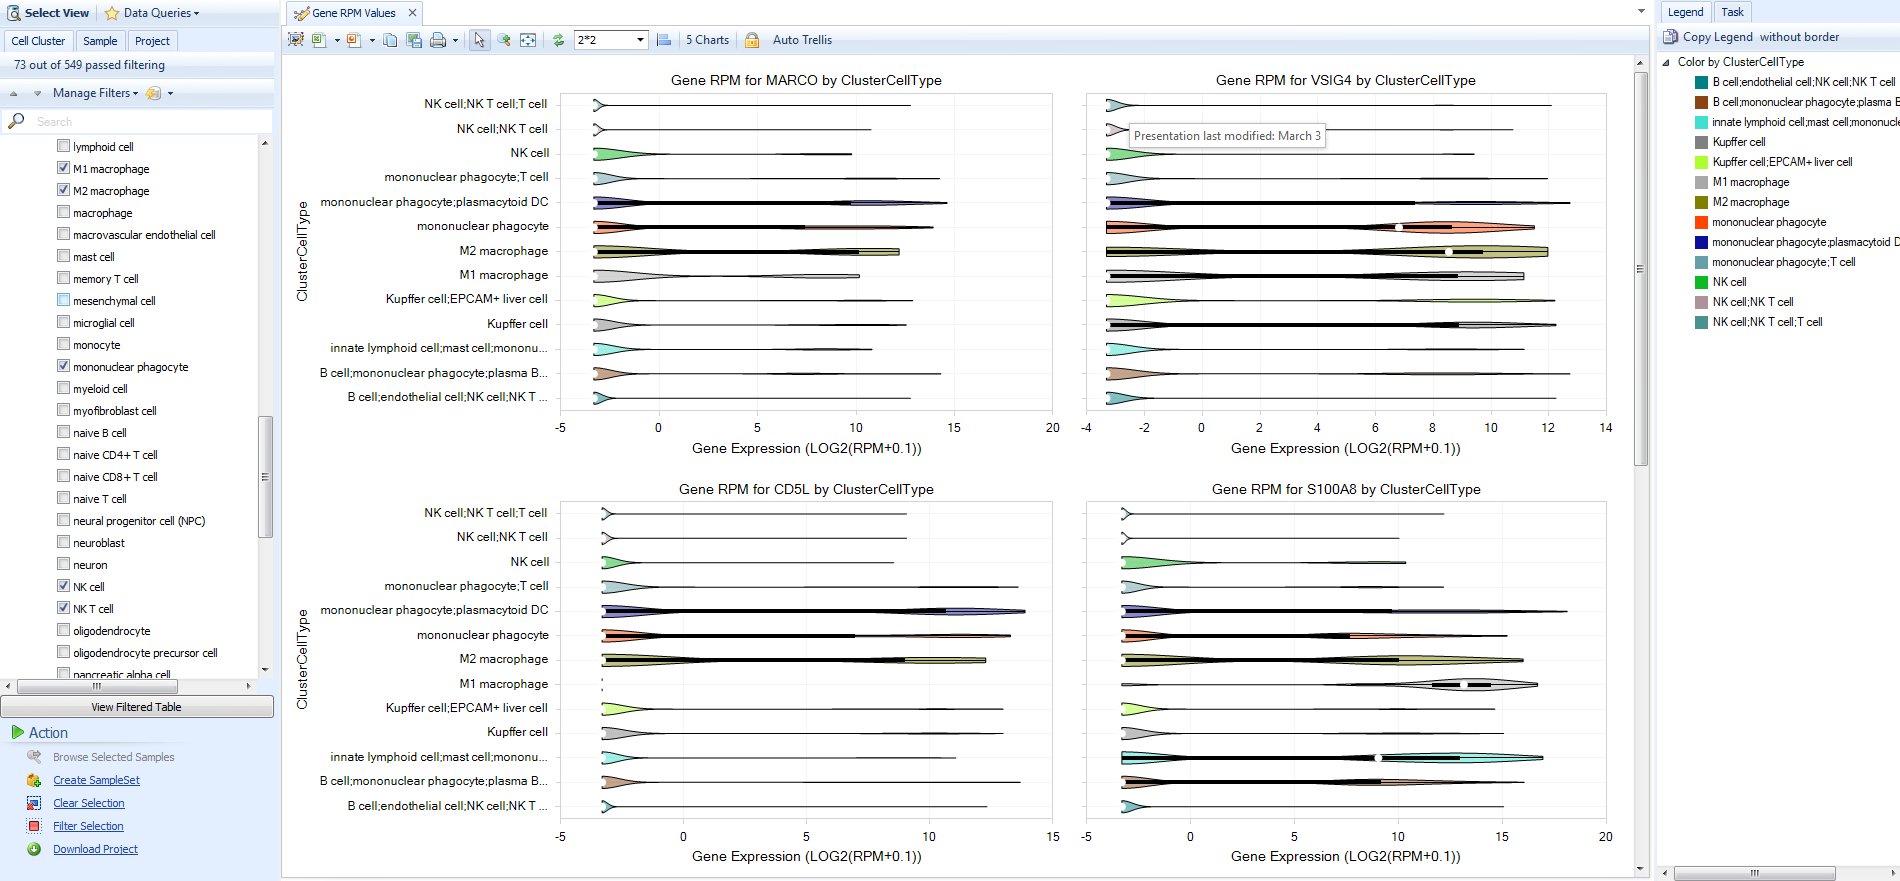 Select View
Data Queries
Cell Cluster
Sample
Project
73 out of 549 passed filtering
Manage Filters
Search
lymphoid cell
M1 macrophage
M2 macrophage
macrophage
macrovascular endothelial cell
mast cell
memory T cell
mesenchymal cell
microglial cell
monocyte
mononuclear phagocyte
myeloid cell
myofibroblast cell
naive B cell
naive CD4+ T cell
naive CD8+ T cell
naive T cell
neural progenitor cell (NPC)
neuroblast
neuron
NK cell
NK T cell
oligodendrocyte
oligodendrocyte precursor cell
pancreatic alpha cell
View Filtered Table
Action
Browse Selected Samples
Create SampleSet
Clear Selection
Filter Selection
Download Project
Gene RPM Values
2*2
5 Charts
Auto Trellis
Gene RPM for MARCO by ClusterCellType
ClusterCellType
NK cell;NK T cell;T cell
NK cell;NK T cell
NK cell
mononuclear phagocyte;T cell
mononuclear phagocyte;plasmacytoid DC
mononuclear phagocyte
M2 macrophage
M1 macrophage
Kupffer cell;EPCAM+ liver cell
Kupffer cell
innate lymphoid cell;mast cell;mononu...
B cell;mononuclear phagocyte;plasma B...
B cell;endothelial cell;NK cell;NK T ...
-5 0 5 10 15 20
Gene Expression (LOG2(RPM+0.1))
Gene RPM for VSIG4 by ClusterCellType
Presentation last modified: March 3
-4 -2 0 2 4 6 8 10 12 14
Gene Expression (LOG2(RPM+0.1))
Gene RPM for CD5L by ClusterCellType
ClusterCellType
NK cell;NK T cell;T cell
NK cell;NK T cell
NK cell
mononuclear phagocyte;T cell
mononuclear phagocyte;plasmacytoid DC
mononuclear phagocyte
M2 macrophage
M1 macrophage
Kupffer cell;EPCAM+ liver cell
Kupffer cell
innate lymphoid cell;mast cell;mononu...
B cell;mononuclear phagocyte;plasma B...
B cell;endothelial cell;NK cell;NK T ...
-5 0 5 10 15
Gene Expression (LOG2(RPM+0.1))
Gene RPM for S100A8 by ClusterCellType
-5 0 5 10 15 20
Gene Expression (LOG2(RPM+0.1))
Legend
Task
Copy Legend without border
Color by ClusterCellType
B cell;endothelial cell;NK cell;NK T cell
B cell;mononuclear phagocyte;plasma B
innate lymphoid cell;mast cell;mononucle
Kupffer cell
Kupffer cell;EPCAM+ liver cell
M1 macrophage
M2 macrophage
mononuclear phagocyte
mononuclear phagocyte;plasmacytoid D
mononuclear phagocyte;T cell
NK cell
NK cell;NK T cell
NK cell;NK T cell;T cell